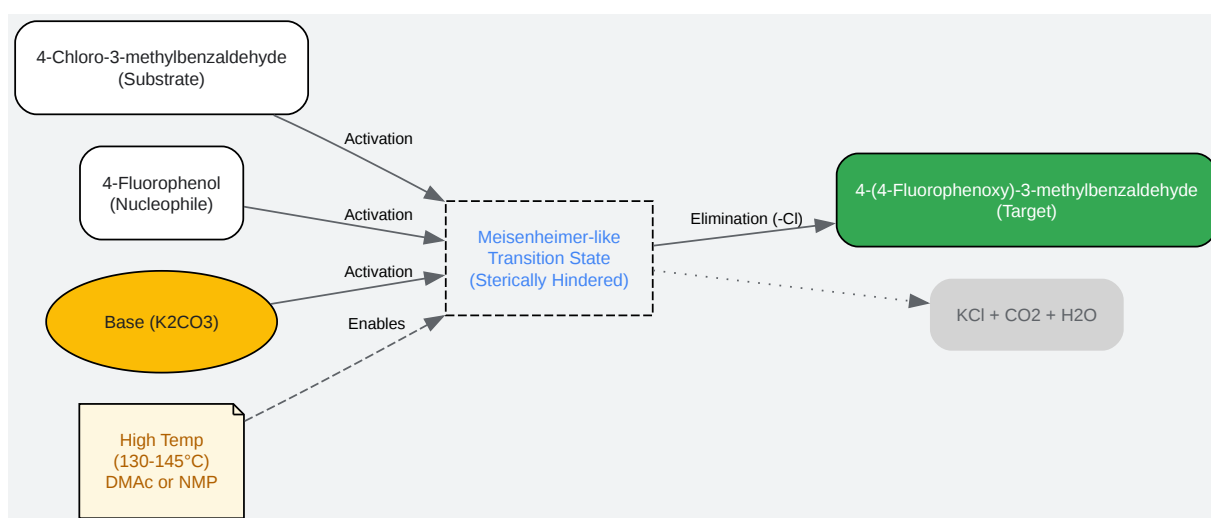 4-Chloro-3-methylbenzaldehyde
(Substrate)
Activation
4-Fluorophenol
(Nucleophile)
Activation
Activation
Base (K2CO3)
Enables
High Temp
(130-145°C)
DMAc or NMP
Meisenheimer-like
Transition State
(Sterically Hindered)
Elimination (-Cl)
4-(4-Fluorophenoxy)-3-methylbenzaldehyde
(Target)
KCl + CO2 + H2O